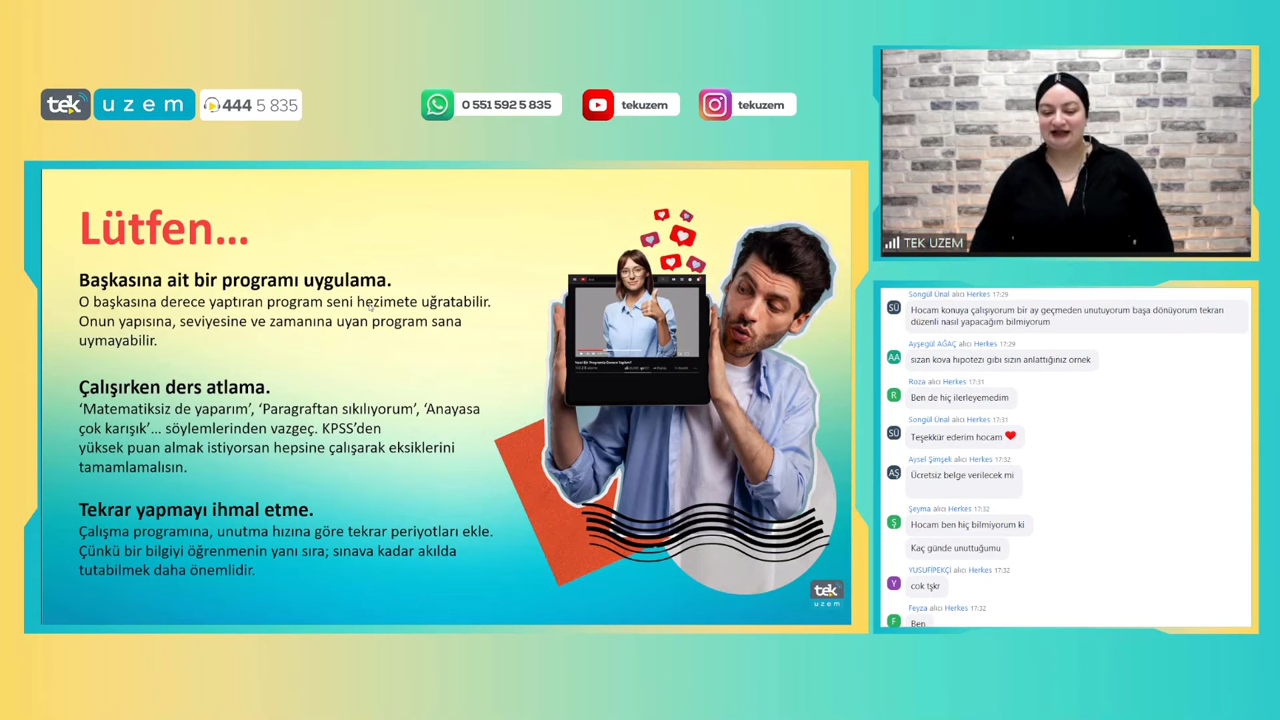 tek uzem 444 5 835
0 551 592 5 835
tekuzem
tekuzem
Lütfen...
Başkasına ait bir programı uygulama.
O başkasına derece yaptıran program seni hezimete uğratabilir.
Onun yapısına, seviyesine ve zamanına uyan program sana
uymayabilir.
Çalışırken ders atlama.
‘Matematiksiz de yaparım’, ‘Paragraftan sıkılıyorum’, ‘Anayasa
çok karışık’... söylemlerinden vazgeç. KPSS’den
yüksek puan almak istiyorsan hepsine çalışarak eksiklerini
tamamlamalısın.
Tekrar yapmayı ihmal etme.
Çalışma programına, unutma hızına göre tekrar periyotları ekle.
Çünkü bir bilgiyi öğrenmenin yanı sıra; sınava kadar akılda
tutabilmek daha önemlidir.
tek
uzem
TEK UZEM
Songül Ünal alıcı Herkes 17:29
SÜ
Hocam konuya çalışıyorum bir ay geçmeden unutuyorum başa dönüyorum tekrarı
düzenli nasıl yapacağım bilmiyorum
Ayşegül AĞAÇ alıcı Herkes 17:29
AA
sızan kova hıpotezı gıbı sızın anlattığınız ornek
Roza alıcı Herkes 17:31
R
Ben de hiç ilerleyemedim
Songül Ünal alıcı Herkes 17:31
SÜ
Teşekkür ederim hocam ❤
Aysel Şimşek alıcı Herkes 17:32
AŞ
Ücretsiz belge verilecek mi
Şeyma alıcı Herkes 17:32
Ş
Hocam ben hiç bilmiyorum ki
Kaç günde unuttuğumu
YUSUFİPEKÇİ alıcı Herkes 17:32
Y
cok tşkr
Feyza alıcı Herkes 17:32
F
Ben